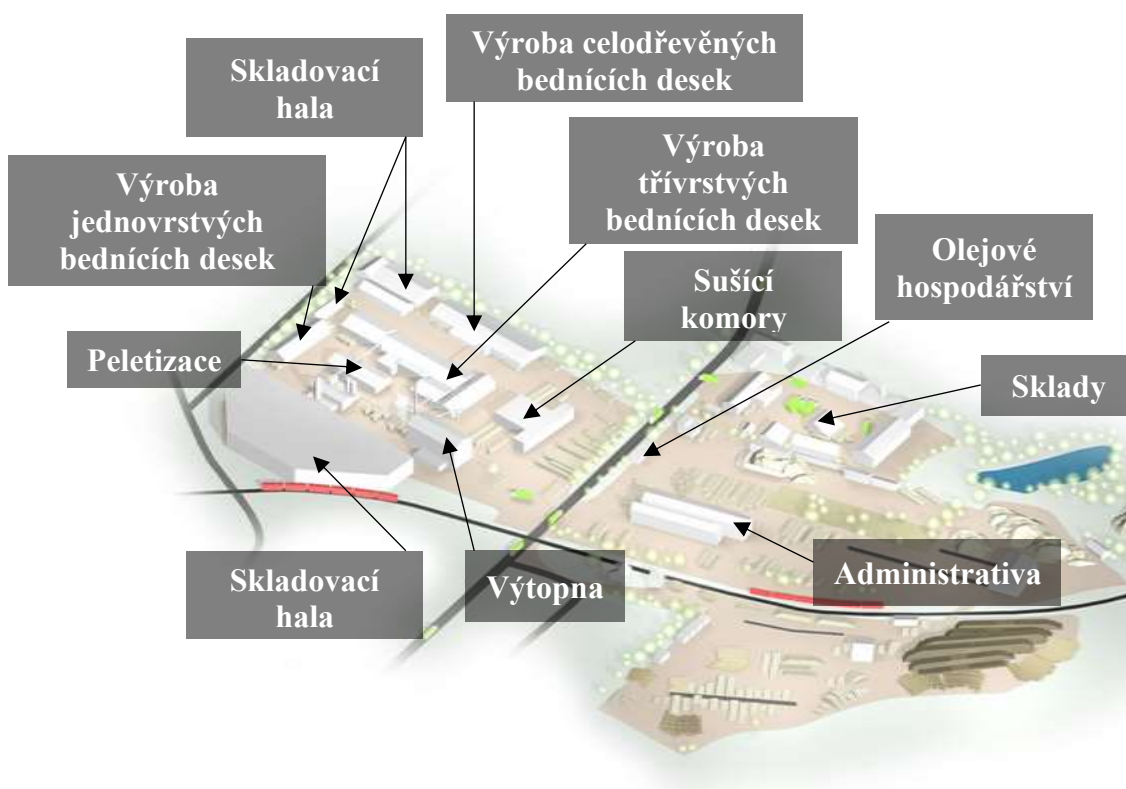 Skladovací
hala
Výroba celodřevěných
bednících desek
Výroba
jednovrstvých
bednících desek
Výroba
třívrstvých
bednících desek
Olejové
hospodářství
Sušící
komory
Peletizace
Sklady
Skladovací
hala
Výtopna
Administrativa